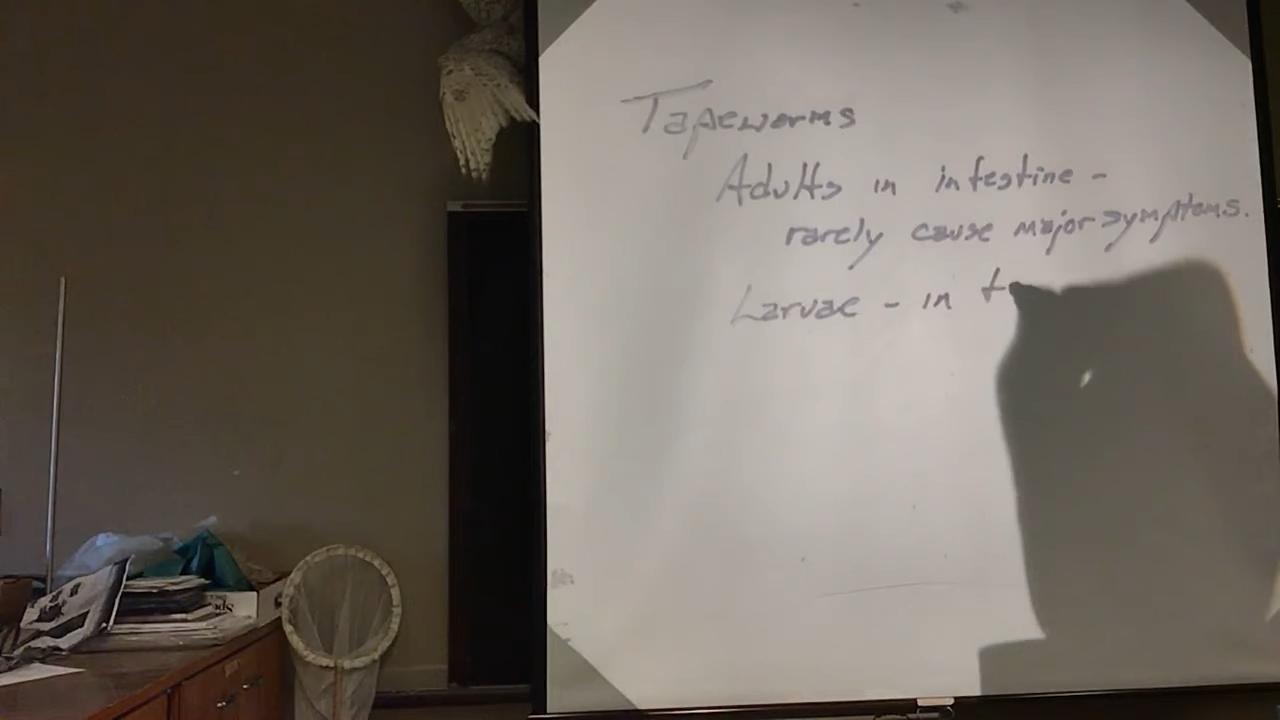 Tapeworms
Adults in intestine -
rarely cause major symptoms.
Larvae - in t